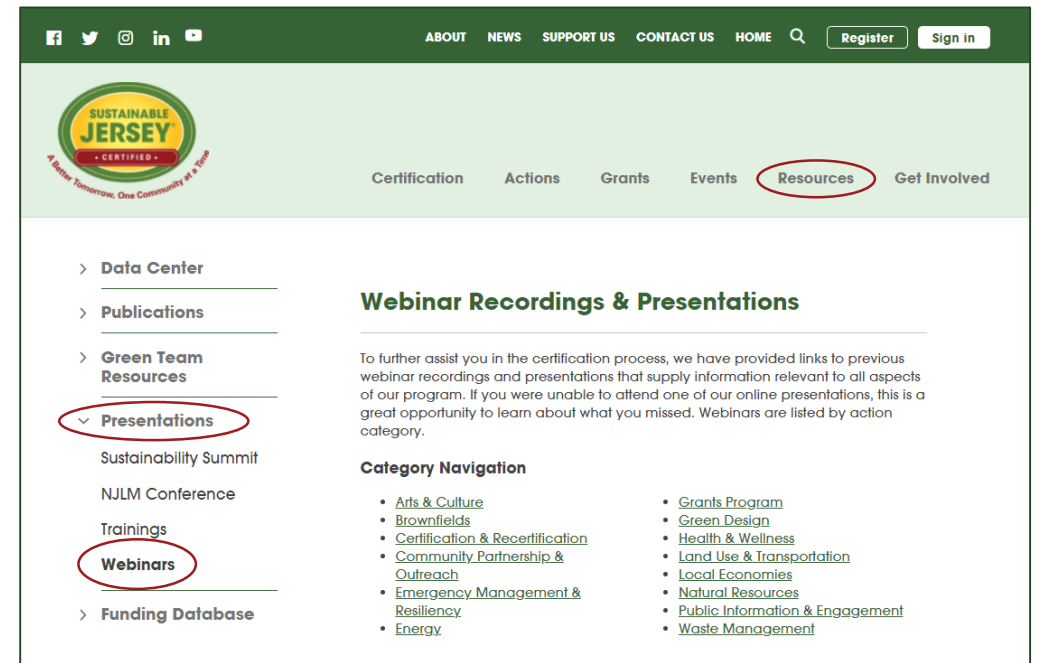 ABOUT NEWS SUPPORT US CONTACT US HOME Register Sign in
SUSTAINABLE
JERSEY
• CERTIFIED •
A Better Tomorrow, One Community at a Time
Certification Actions Grants Events Resources Get Involved
Data Center
Publications
Green Team
Resources
Presentations
Sustainability Summit
NJLM Conference
Trainings
Webinars
Funding Database
Webinar Recordings & Presentations
To further assist you in the certification process, we have provided links to previous
webinar recordings and presentations that supply information relevant to all aspects
of our program. If you were unable to attend one of our online presentations, this is a
great opportunity to learn about what you missed. Webinars are listed by action
category.
Category Navigation
• Arts & Culture
• Brownfields
• Certification & Recertification
• Community Partnership &
Outreach
• Emergency Management &
Resiliency
• Energy
• Grants Program
• Green Design
• Health & Wellness
• Land Use & Transportation
• Local Economies
• Natural Resources
• Public Information & Engagement
• Waste Management